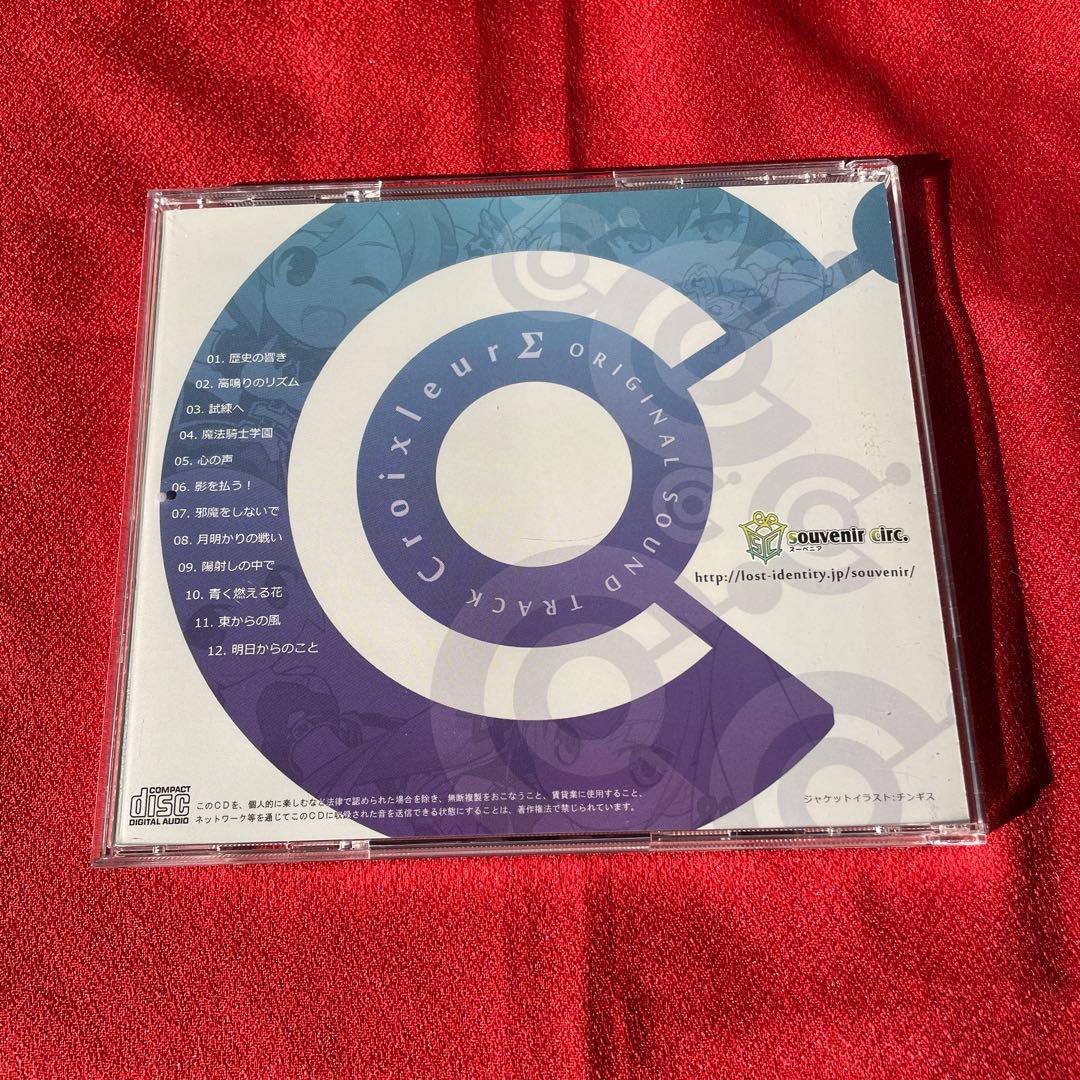 01. 歴史の響き
02. 高鳴りのリズム
03. 試練へ
04. 魔法騎士学園
05. 心の声
06. 影を払う!
07. 邪魔をしないで
08. 月明かりの戦い
09. 陽射しの中で
10. 青く燃える花
11. 東からの風
12. 明日からのこと
CroixleurΣ
ORIGINAL SOUND TRACK
SC
souvenir circ.
スーベニア
http://lost-identity.jp/souvenir/
COMPACT
disc
DIGITAL AUDIO
このCDを、個人的に楽しむなど法律で認められた場合を除き、無断複製をおこなうこと、賃貸業に使用すること、
ネットワーク等を通じてこのCDに収録された音を送信できる状態にすることは、著作権法で禁じられています。
ジャケットイラスト:チンギス